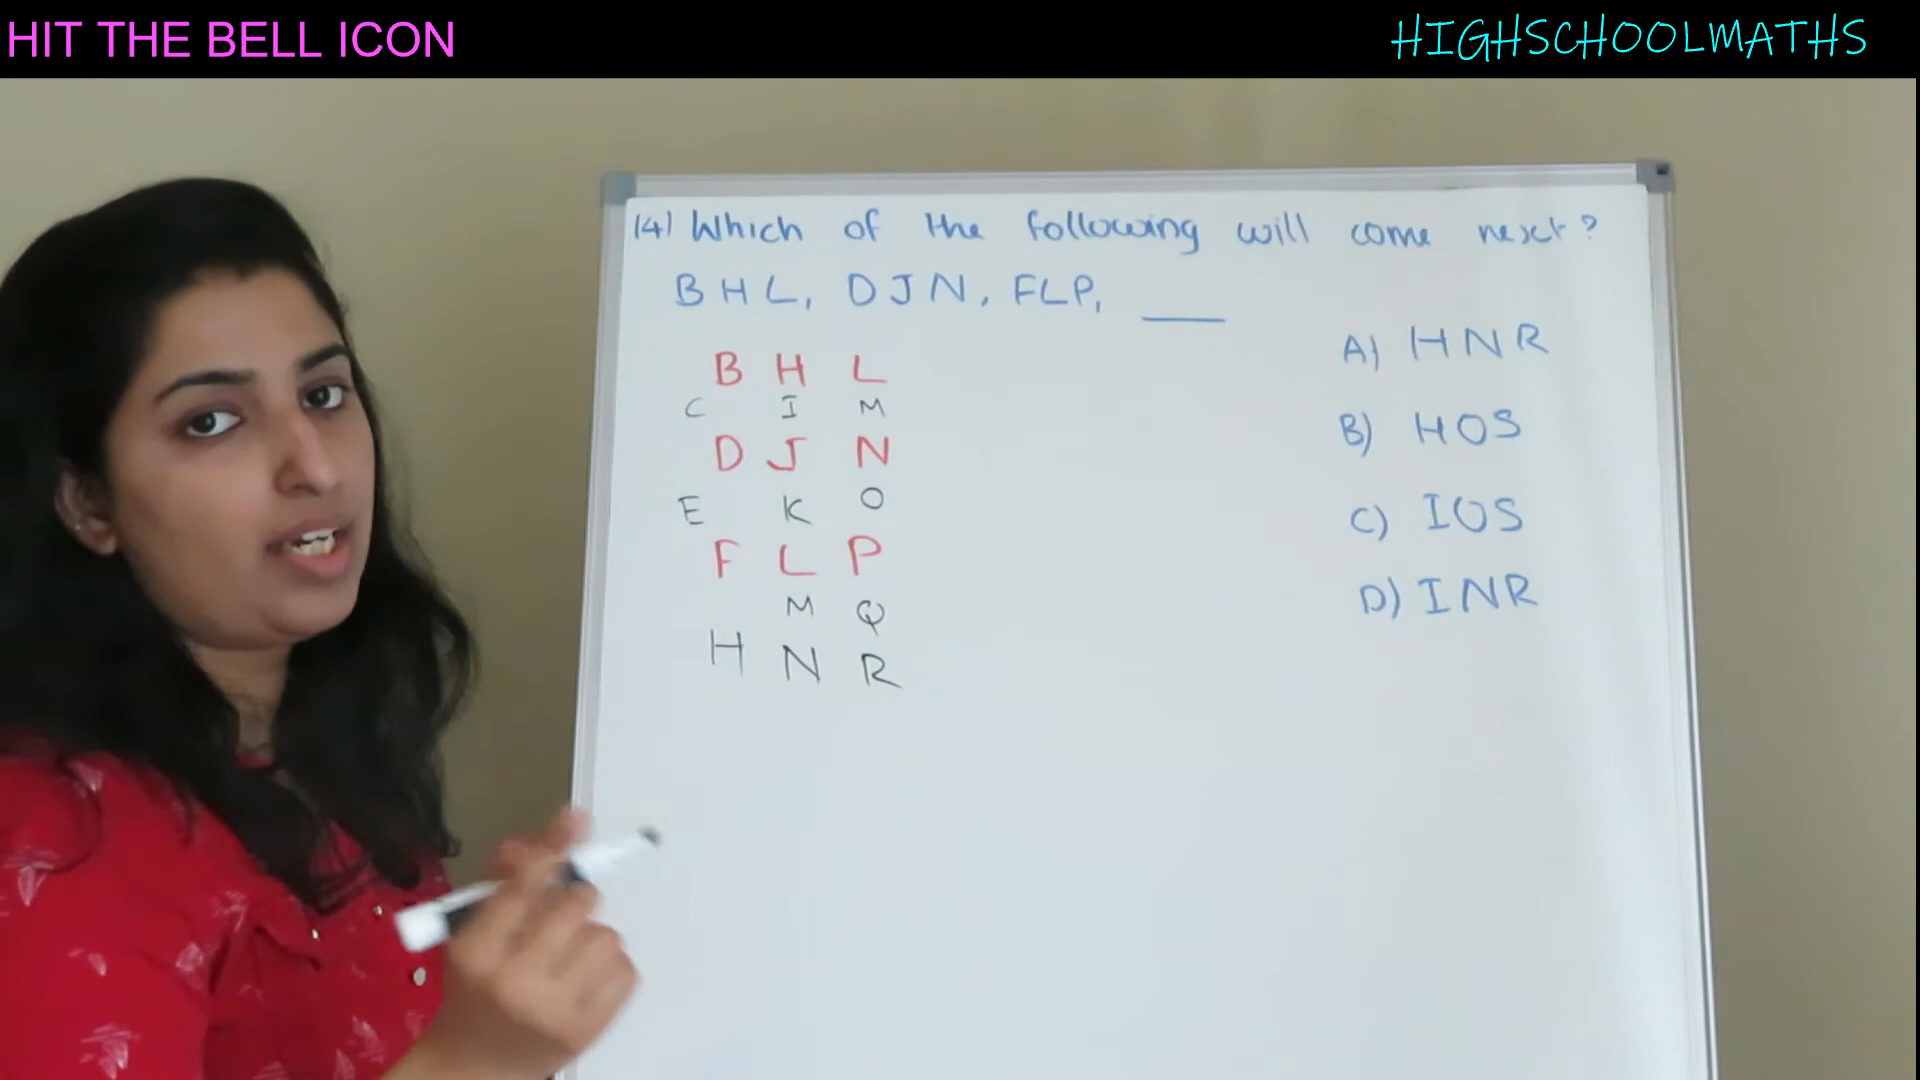 HIT THE BELL ICON
HIGHSCHOOLMATHS
14) Which of the following will come next?
BHL, DJN, FLP, ___
B H L
C I M
D J N
E K O
F L P
M Q
H N R
A) HNR
B) HOS
C) IOS
D) INR